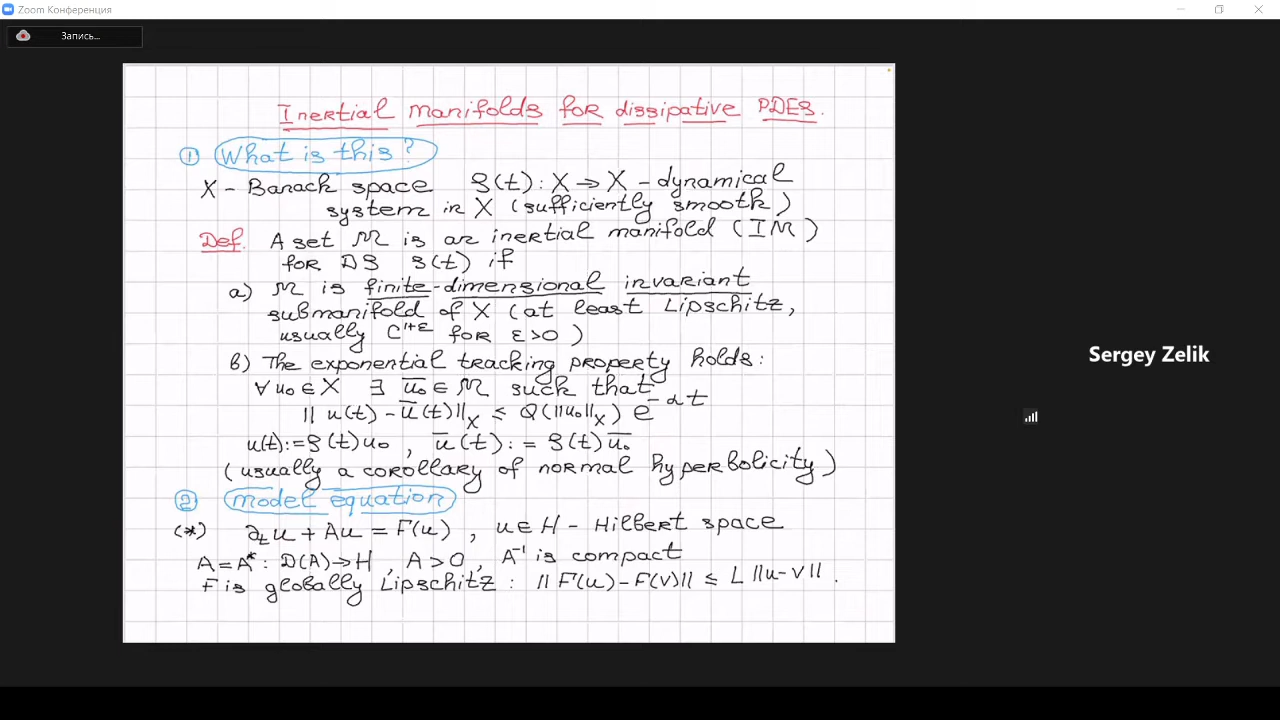 Zoom Конференция
Запись...
Inertial manifolds for dissipative PDEs.
① What is this?
X - Banach space S(t): X → X - dynamical
system in X (sufficiently smooth)
Def. A set M is an inertial manifold (IM)
for DS S(t) if
a) M is finite-dimensional invariant
submanifold of X (at least Lipschitz,
usually C^{1+ε} for ε>0)
b) The exponential tracking property holds:
∀ u₀ ∈ X ∃ ū₀ ∈ M such that
‖ u(t) - ū(t)‖_X ≤ Q(‖u₀‖_X) e^{-αt}
u(t):= S(t)u₀, ū(t):= S(t)ū₀
(usually a corollary of normal hyperbolicity)
② model equation
(*) ∂_t u + Au = F(u), u ∈ H - Hilbert space
A = A*: D(A) → H, A > 0, A⁻¹ is compact
F is globally Lipschitz: ‖F(u) - F(v)‖ ≤ L ‖u-v‖.
Sergey Zelik